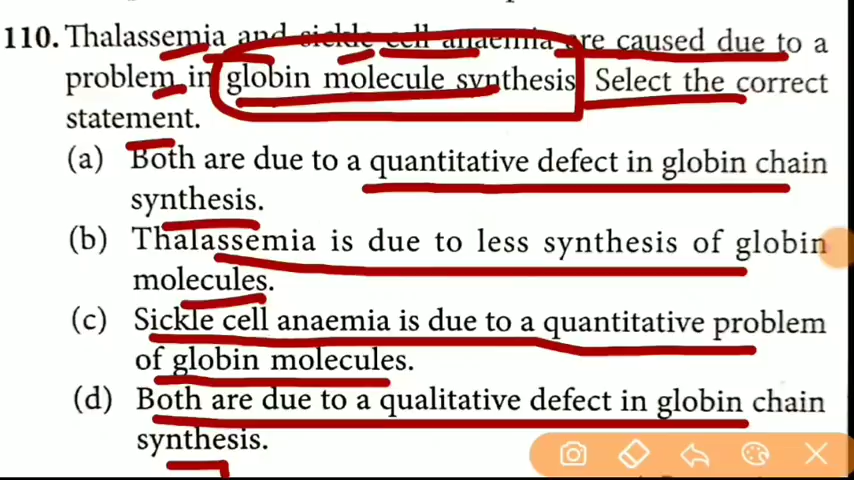 110. Thalassemia and sickle cell anaemia are caused due to a
problem in globin molecule synthesis. Select the correct
statement.
(a) Both are due to a quantitative defect in globin chain
synthesis.
(b) Thalassemia is due to less synthesis of globin
molecules.
(c) Sickle cell anaemia is due to a quantitative problem
of globin molecules.
(d) Both are due to a qualitative defect in globin chain
synthesis.